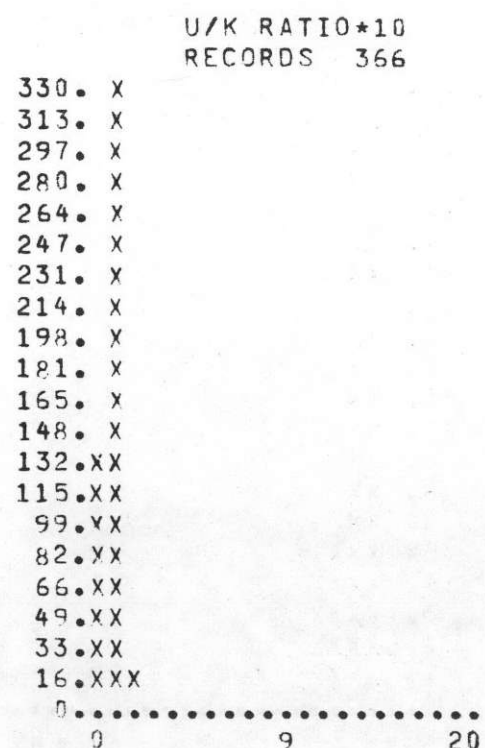 U/K RATIO*10
RECORDS 366
330. X
313. X
297. X
280. X
264. X
247. X
231. X
214. X
198. X
181. X
165. X
148. X
132.XX
115.XX
99.XX
82.XX
66.XX
49.XX
33.XX
16.XXX
0.................
0 9 20